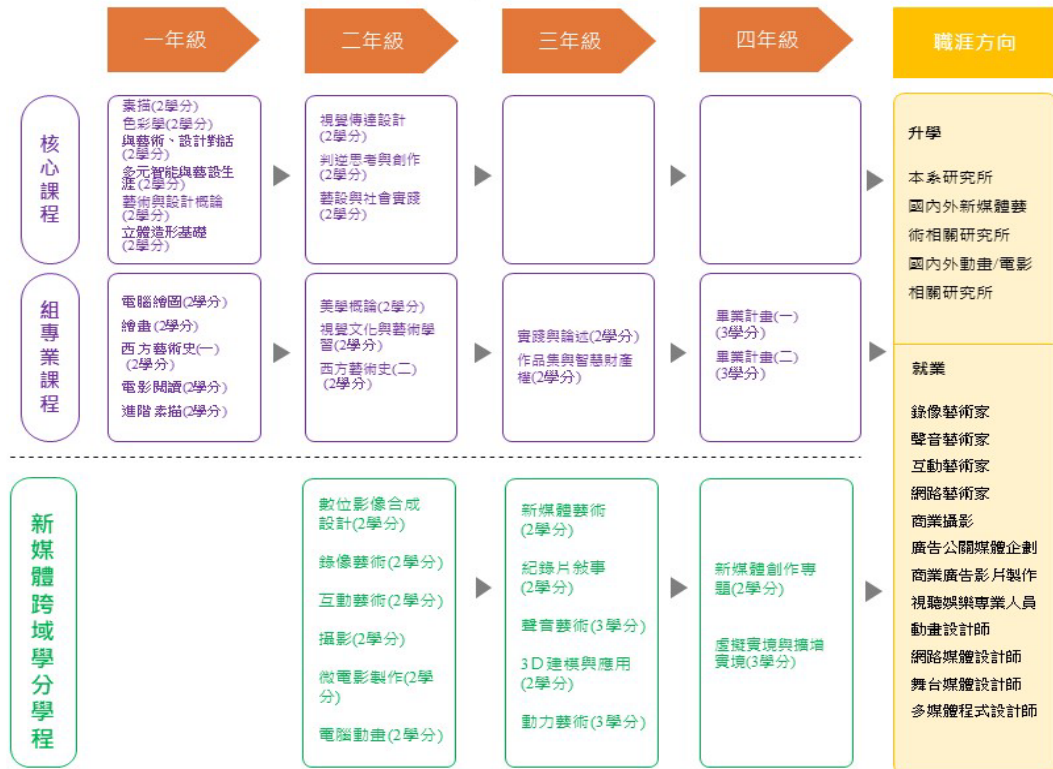 一年級
二年級
三年級
四年級
職涯方向
核心課程
素描(2學分)
色彩學(2學分)
與藝術、設計對話
(2學分)
多元智能與藝設生
涯(2學分)
藝術與設計概論
(2學分)
立體造形基礎
(2學分)
視覺傳達設計
(2學分)
判逆思考與創作
(2學分)
藝設與社會實踐
(2學分)
組專業課程
電腦繪圖(2學分)
繪畫(2學分)
西方藝術史(一)
(2學分)
電影閱讀(2學分)
進階素描(2學分)
美學概論(2學分)
視覺文化與藝術學
習(2學分)
西方藝術史(二)
(2學分)
實踐與論述(2學分)
作品集與智慧財產
權(2學分)
畢業計畫(一)
(3學分)
畢業計畫(二)
(3學分)
新媒體跨域學分學程
數位影像合成
設計(2學分)
錄像藝術(2學分)
互動藝術(2學分)
攝影(2學分)
微電影製作(2學
分)
電腦動畫(2學分)
新媒體藝術
(2學分)
紀錄片敘事
(2學分)
聲音藝術(3學分)
3D建模與應用
(2學分)
動力藝術(3學分)
新媒體創作專
題(2學分)
虛擬實境與擴增
實境(3學分)
升學
本系研究所
國內外新媒體藝
術相關研究所
國內外動畫/電影
相關研究所
就業
錄像藝術家
聲音藝術家
互動藝術家
網路藝術家
商業攝影
廣告公關媒體企劃
商業廣告影片製作
視聽娛樂專業人員
動畫設計師
網路媒體設計師
舞台媒體設計師
多媒體程式設計師